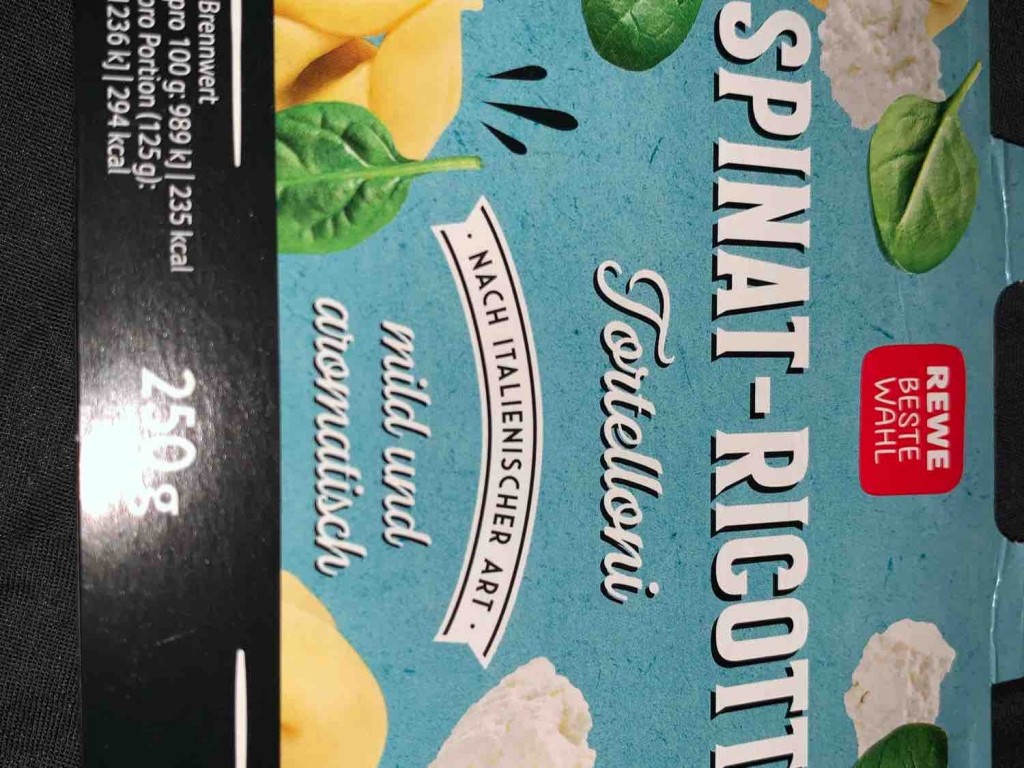 REWE
BESTE
WAHL
SPINAT-RICOTT
Tortelloni
· NACH ITALIENISCHER ART ·
mild und
aromatisch
Brennwert
pro 100 g: 989 kJ | 235 kcal
pro Portion (125 g):
1236 kJ | 294 kcal
250 g